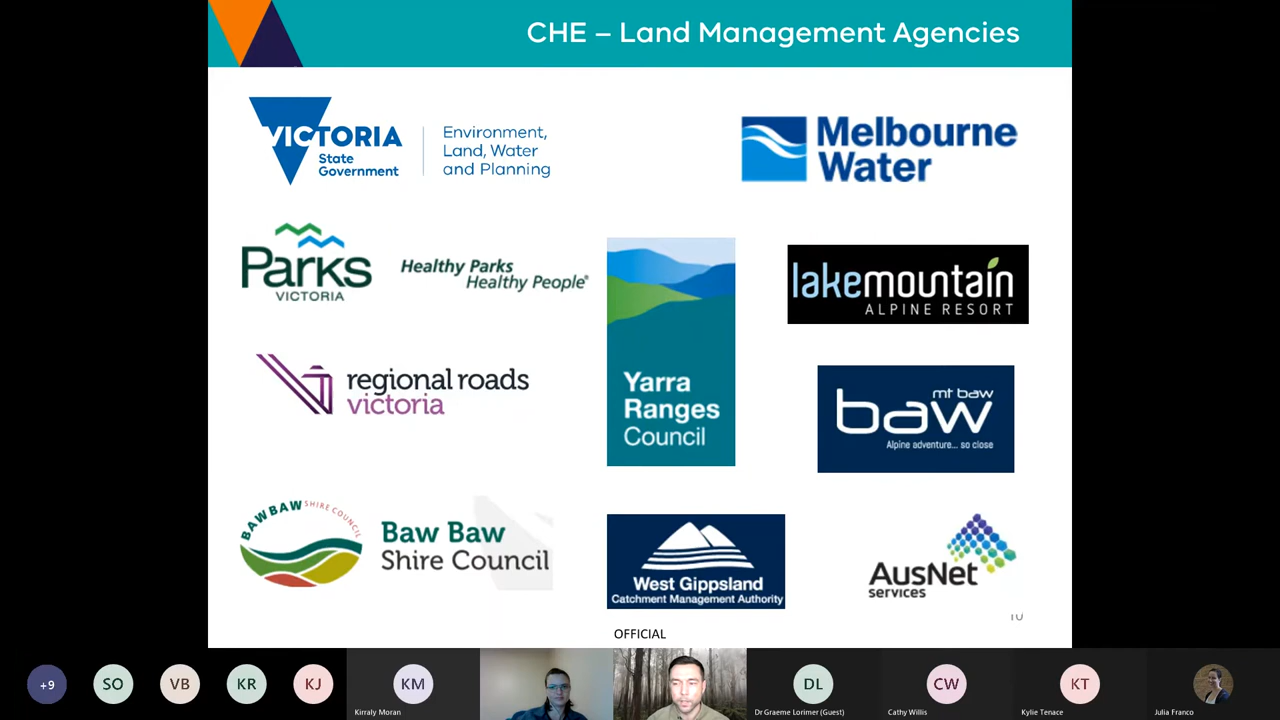 CHE – Land Management Agencies
VICTORIA
State
Government
Environment,
Land, Water
and Planning
Melbourne
Water
Parks
VICTORIA
Healthy Parks
Healthy People®
Yarra
Ranges
Council
lakemountain
ALPINE RESORT
regional roads
victoria
mt baw
baw
Alpine adventure... so close
BAW BAW SHIRE COUNCIL
Baw Baw
Shire Council
West Gippsland
Catchment Management Authority
AusNet
services
10
OFFICIAL
+9
SO
VB
KR
KJ
KM
Kirraly Moran
DL
Dr Graeme Lorimer (Guest)
CW
Cathy Willis
KT
Kylie Tenace
Julia Franco